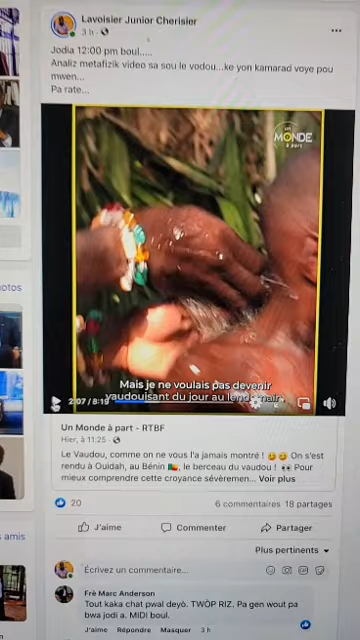 Lavoisier Junior Cherisier
3 h ·
Jodia 12:00 pm boul.....
Analiz metafizik video sa sou le vodou...ke yon kamarad voye pou
mwen...
Pa rate...
UN
MONDE
à part
Mais je ne voulais pas devenir
vaudouisant du jour au lendemain
2:07 / 8:19
Un Monde à part - RTBF
Hier, à 11:25 ·
Le Vaudou, comme on ne vous l'a jamais montré ! 😏😏 On s'est
rendu à Ouidah, au Bénin 🇧🇯, le berceau du vaudou ! 👀 Pour
mieux comprendre cette croyance sévèrem... Voir plus
20
6 commentaires 18 partages
J'aime
Commenter
Partager
Plus pertinents
Écrivez un commentaire...
Frè Marc Anderson
Tout kaka chat pwal deyò. TWÒP RIZ. Pa gen wout pa
bwa jodi a. MIDI boul.
J'aime Répondre Masquer 3 h
otos
s amis